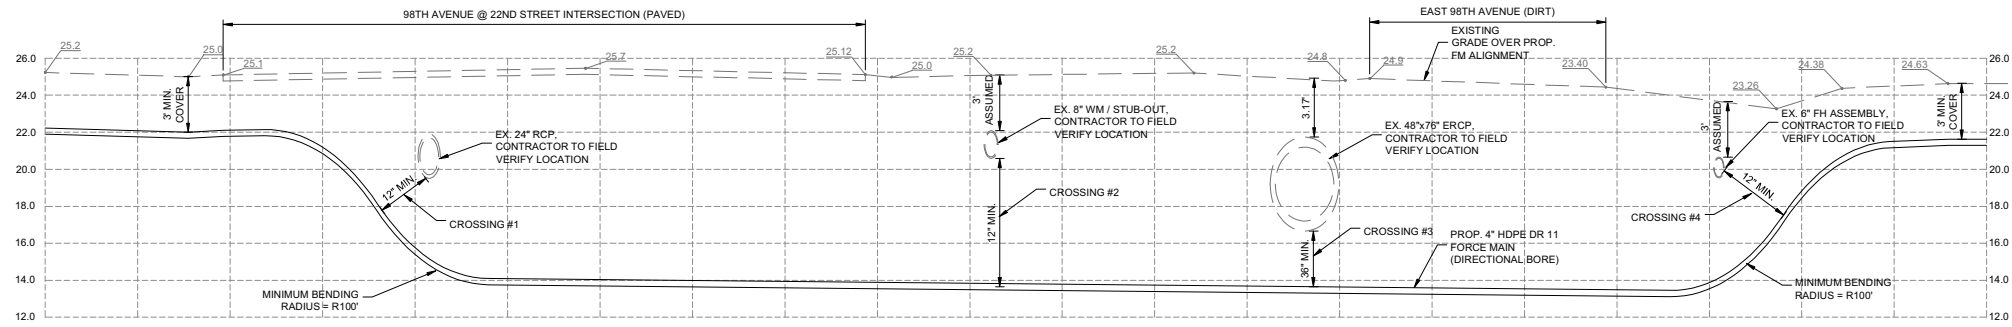 98TH AVENUE @ 22ND STREET INTERSECTION (PAVED)
EAST 98TH AVENUE (DIRT)
25.2
25.0
25.1
25.7
25.12
25.0
25.2
25.2
24.8
24.9
EXISTING
GRADE OVER PROP.
FM ALIGNMENT
23.40
23.26
24.38
24.63
26.0
24.0
22.0
20.0
18.0
16.0
14.0
12.0
3' MIN.
COVER
EX. 24" RCP,
CONTRACTOR TO FIELD
VERIFY LOCATION
12" MIN.
CROSSING #1
MINIMUM BENDING
RADIUS = R100'
3'
ASSUMED
EX. 8" WM / STUB-OUT,
CONTRACTOR TO FIELD
VERIFY LOCATION
12" MIN.
CROSSING #2
3.17'
EX. 48"x76" ERCP,
CONTRACTOR TO FIELD
VERIFY LOCATION
36" MIN.
CROSSING #3
PROP. 4" HDPE DR 11
FORCE MAIN
(DIRECTIONAL BORE)
3'
ASSUMED
EX. 6" FH ASSEMBLY,
CONTRACTOR TO FIELD
VERIFY LOCATION
12" MIN.
CROSSING #4
MINIMUM BENDING
RADIUS = R100'
3' MIN.
COVER
26.0
24.0
22.0
20.0
18.0
16.0
14.0
12.0